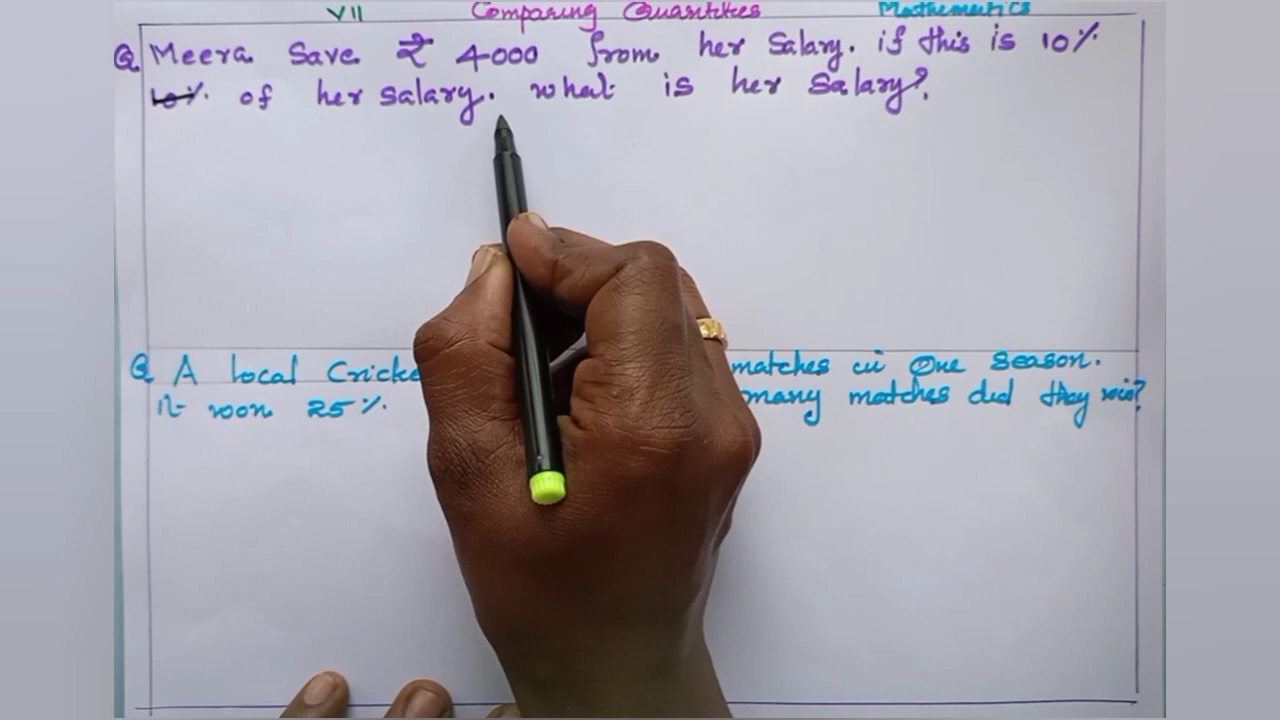 VII Comparing Quantities Mathematics
Q Meera Save ₹ 4000 from her Salary. if this is 10%
10% of her salary. what is her Salary?
Q A local Cricke matches in One Season.
It won 25%. many matches did they win?